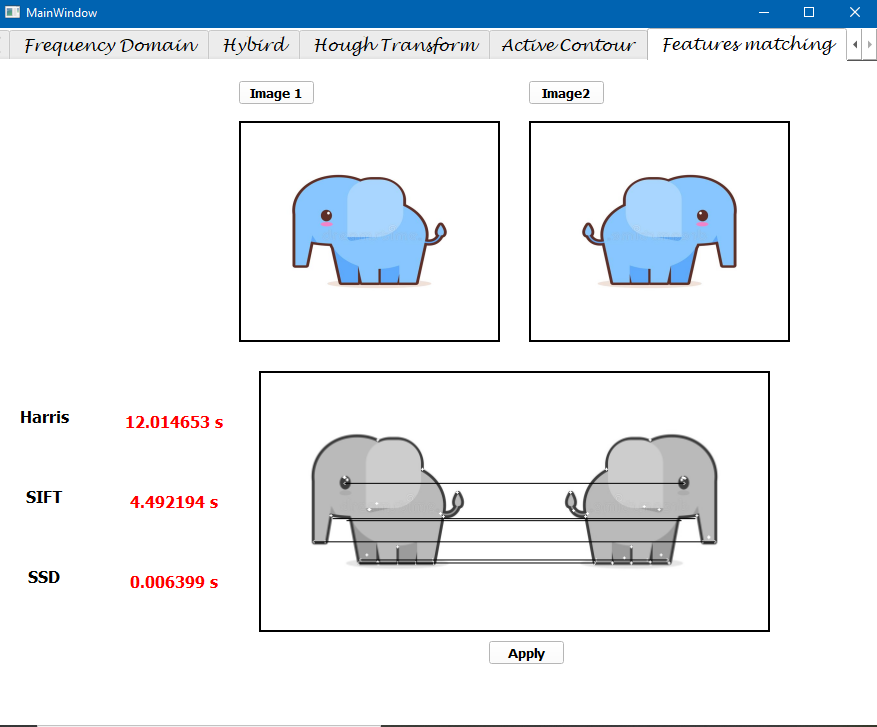 MainWindow
Frequency Domain Hybird Hough Transform Active Contour Features matching
Image 1 Image2
Harris 12.014653 s
SIFT 4.492194 s
SSD 0.006399 s
Apply